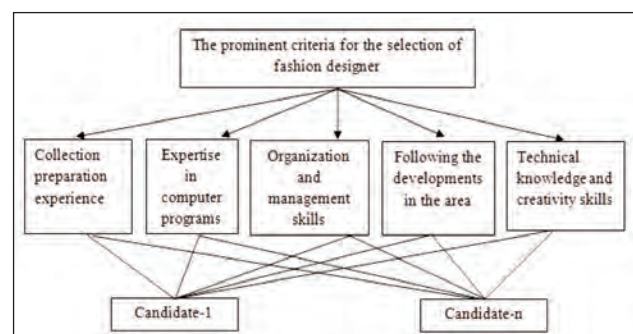 The prominent criteria for the selection of
fashion designer
Collection
preparation
experience
Expertise
in
computer
programs
Organization
and
management
skills
Following the
developments
in the area
Technical
knowledge and
creativity skills
Candidate-1
Candidate-n